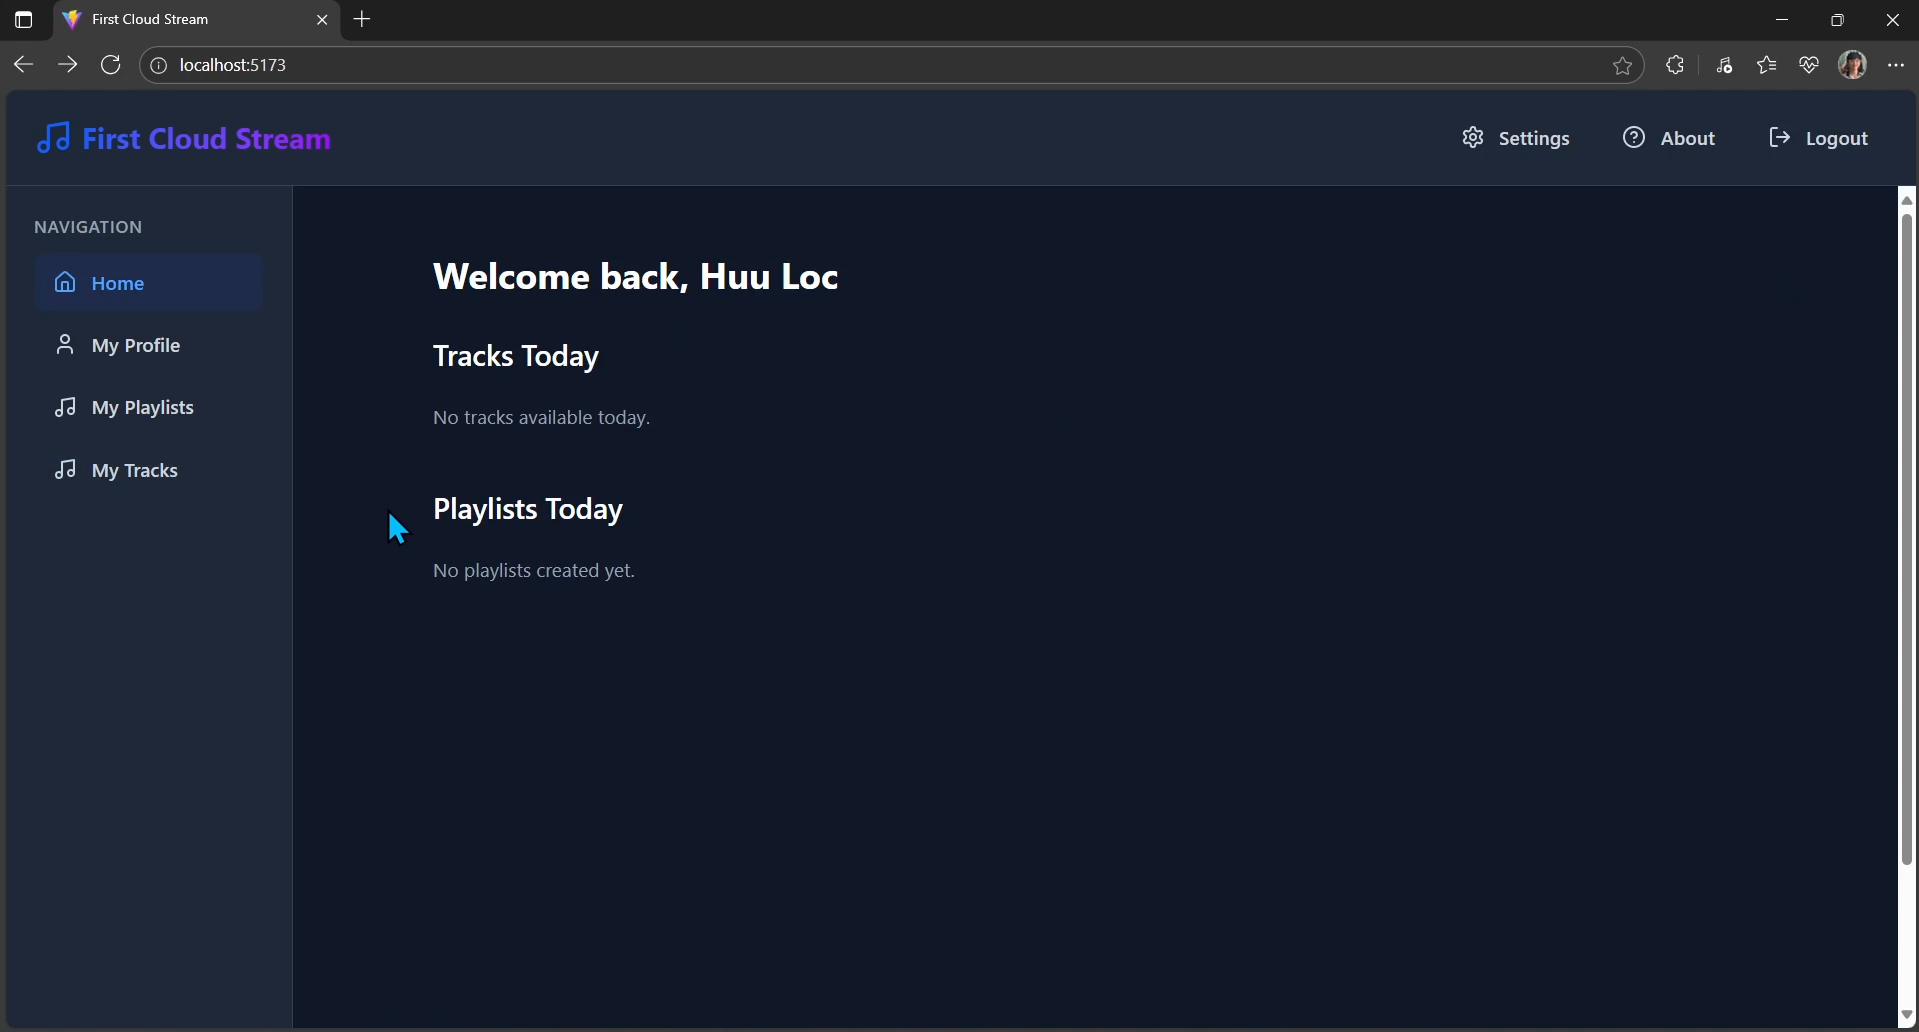 First Cloud Stream
localhost:5173
First Cloud Stream
Settings
About
Logout
NAVIGATION
Home
My Profile
My Playlists
My Tracks
Welcome back, Huu Loc
Tracks Today
No tracks available today.
Playlists Today
No playlists created yet.